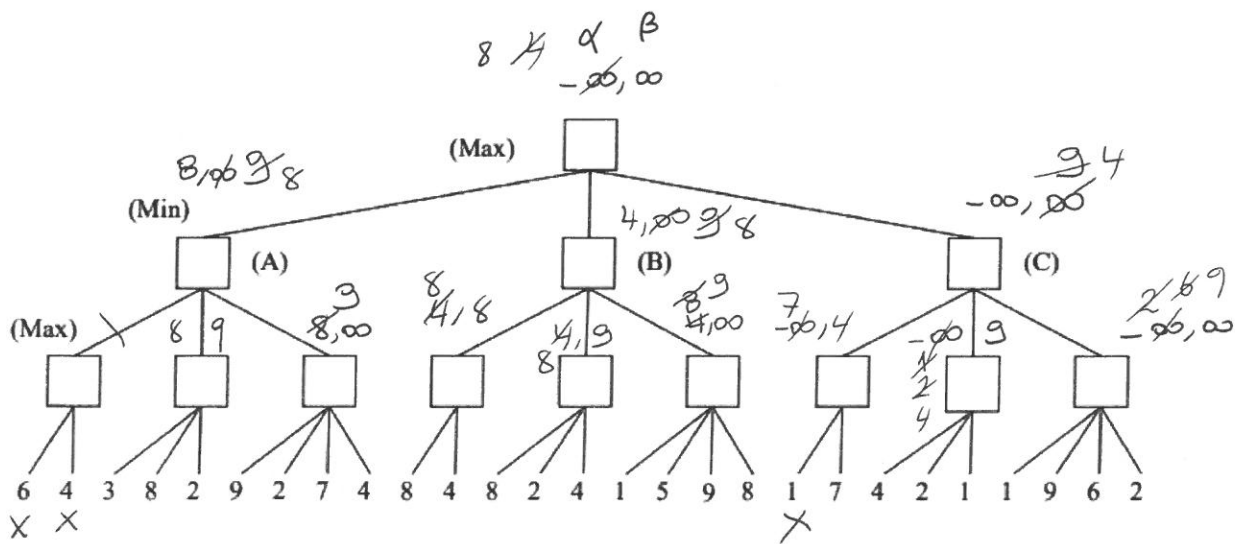 8 4 α β
-∞, ∞
(Max)
8, ∞ 9 8
9 4
(Min)
-∞, ∞
4, ∞ 9 8
(A)
(B)
(C)
8
8 9
7
2 6 9
(Max)
8 9
8, ∞
4, 8
4, 9
4, ∞
-∞, 4
-∞ 9
-∞, ∞
8
1
2
4
6 4 3 8 2 9 2 7 4 8 4 8 2 4 1 5 9 8 1 7 4 2 1 1 9 6 2
X X X